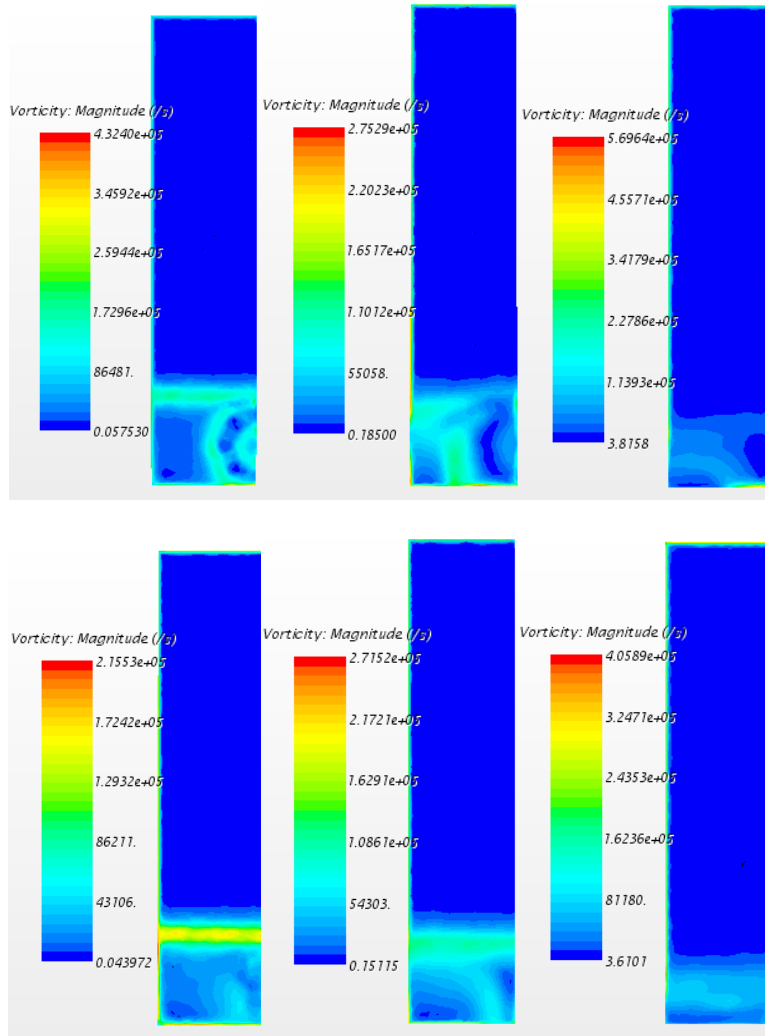 Vorticity: Magnitude (/s)
4.3240e+05
3.4592e+05
2.5944e+05
1.7296e+05
86481.
0.057530
Vorticity: Magnitude (/s)
2.7529e+05
2.2023e+05
1.6517e+05
1.1012e+05
55058.
0.18500
Vorticity: Magnitude (/s)
5.6964e+05
4.5571e+05
3.4179e+05
2.2786e+05
1.1393e+05
3.8158
Vorticity: Magnitude (/s)
2.1553e+05
1.7242e+05
1.2932e+05
86211.
43106.
0.043972
Vorticity: Magnitude (/s)
2.7152e+05
2.1721e+05
1.6291e+05
1.0861e+05
54303.
0.15115
Vorticity: Magnitude (/s)
4.0589e+05
3.2471e+05
2.4353e+05
1.6236e+05
81180.
3.6101